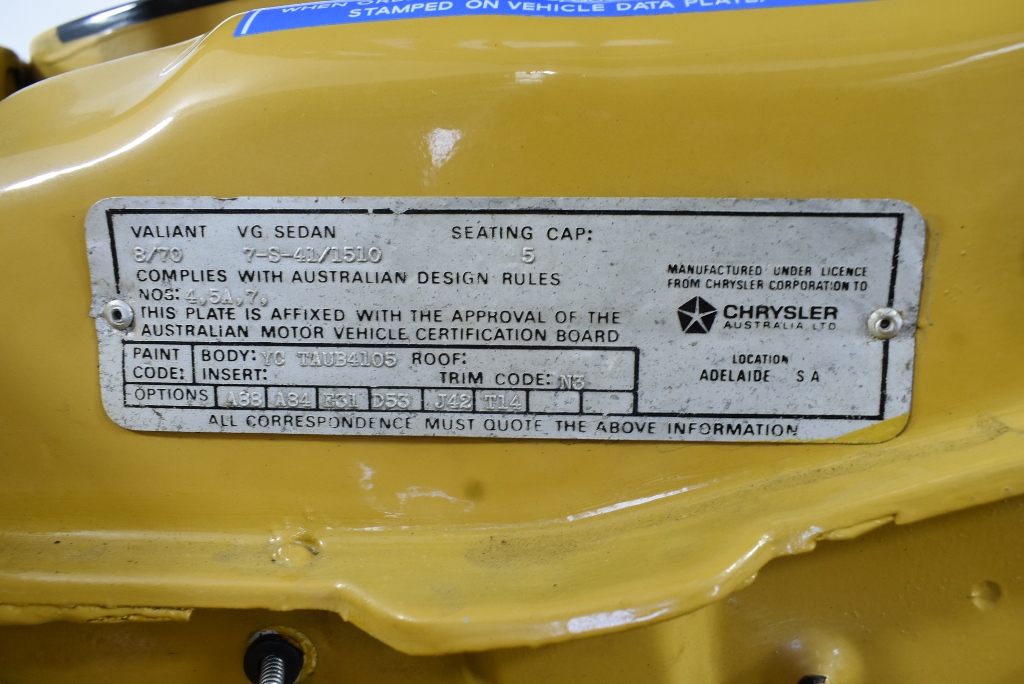 WHEN ORD
STAMPED ON VEHICLE DATA PLATE
VALIANT VG SEDAN SEATING CAP:
8/70 7-S-41/1510 5
COMPLIES WITH AUSTRALIAN DESIGN RULES
NOS: 4,5A,7,
THIS PLATE IS AFFIXED WITH THE APPROVAL OF THE
AUSTRALIAN MOTOR VEHICLE CERTIFICATION BOARD
MANUFACTURED UNDER LICENCE
FROM CHRYSLER CORPORATION TO
CHRYSLER
AUSTRALIA LTD
LOCATION
ADELAIDE S A
PAINT CODE: BODY: YC TAUB4105 ROOF:
INSERT: TRIM CODE: N3
OPTIONS A88 A84 E31 D53 J42 T14
ALL CORRESPONDENCE MUST QUOTE THE ABOVE INFORMATION